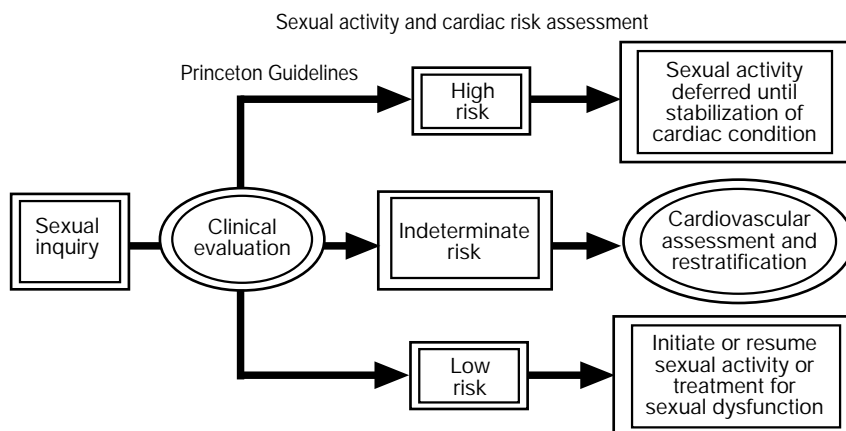 Sexual activity and cardiac risk assessment
Princeton Guidelines
High
risk
Sexual activity
deferred until
stabilization of
cardiac condition
Sexual
inquiry
Clinical
evaluation
Indeterminate
risk
Cardiovascular
assessment and
restratification
Low
risk
Initiate or resume
sexual activity or
treatment for
sexual dysfunction